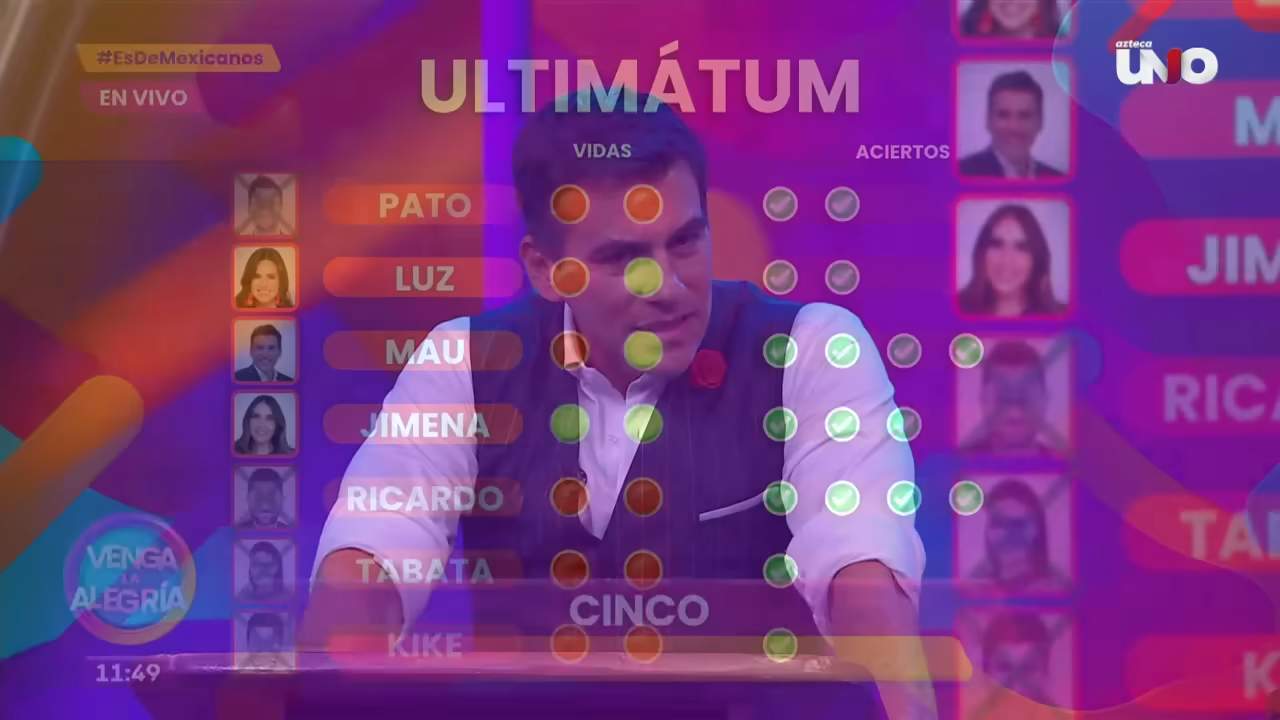 #EsDeMexicanos
EN VIVO
ULTIMÁTUM
azteca
UNO
VIDAS
ACIERTOS
PATO
LUZ
MAU
JIMENA
RICARDO
TABATA
KIKE
M
JIM
RICA
TAB
K
CINCO
VENGA
LA
ALEGRÍA
11:49